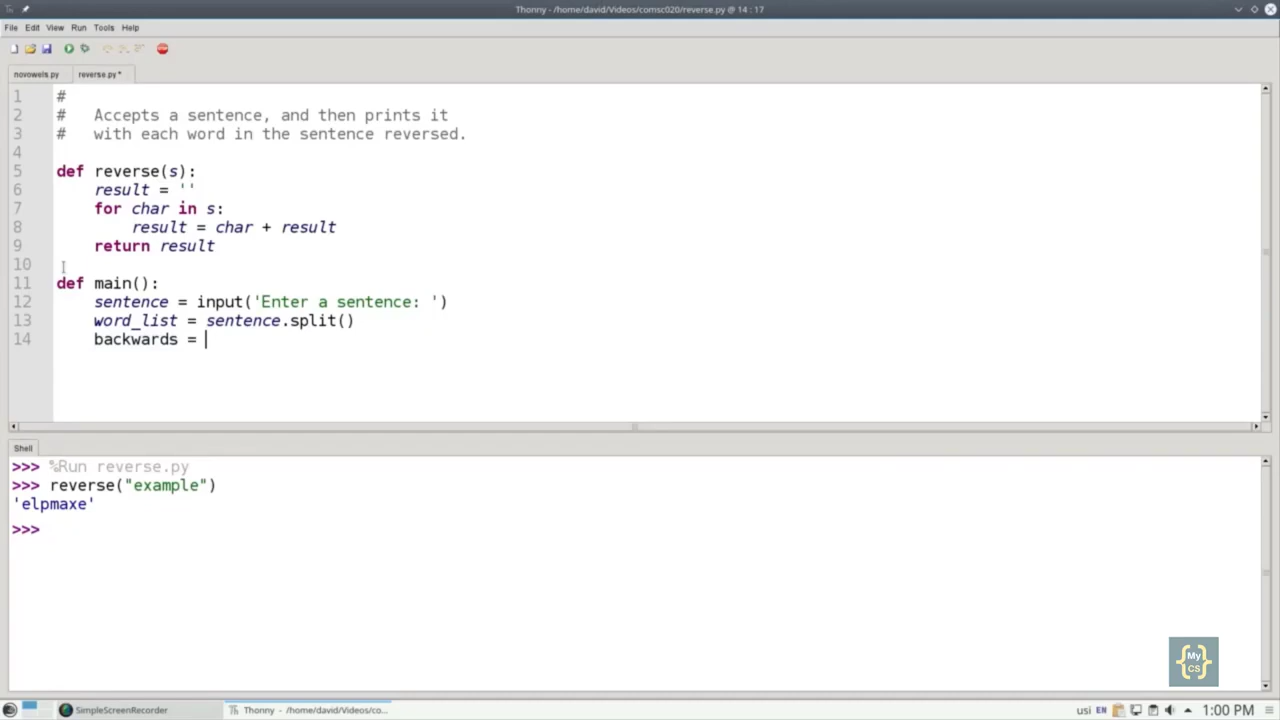 Thonny - /home/david/Videos/comsc020/reverse.py @ 14 : 17
File Edit View Run Tools Help
novowels.py reverse.py *
1 #
2 # Accepts a sentence, and then prints it
3 # with each word in the sentence reversed.
4
5 def reverse(s):
6 result = ''
7 for char in s:
8 result = char + result
9 return result
10
11 def main():
12 sentence = input('Enter a sentence: ')
13 word_list = sentence.split()
14 backwards =
Shell
>>> %Run reverse.py
>>> reverse("example")
'elpmaxe'
>>>
{My CS}
SimpleScreenRecorder Thonny - /home/david/Videos/co... usi EN 1:00 PM